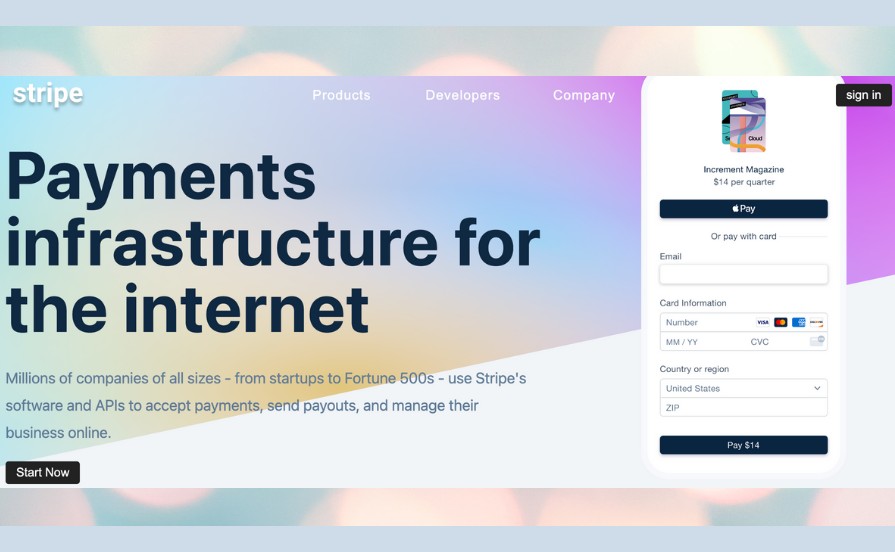 stripe
Products
Developers
Company
sign in
Payments
infrastructure for
the internet
Millions of companies of all sizes - from startups to Fortune 500s - use Stripe's
software and APIs to accept payments, send payouts, and manage their
business online.
Start Now
Cloud
Increment Magazine
$14 per quarter
Pay
Or pay with card
Email
Card Information
Number
VISA
MM / YY
CVC
Country or region
United States
ZIP
Pay $14